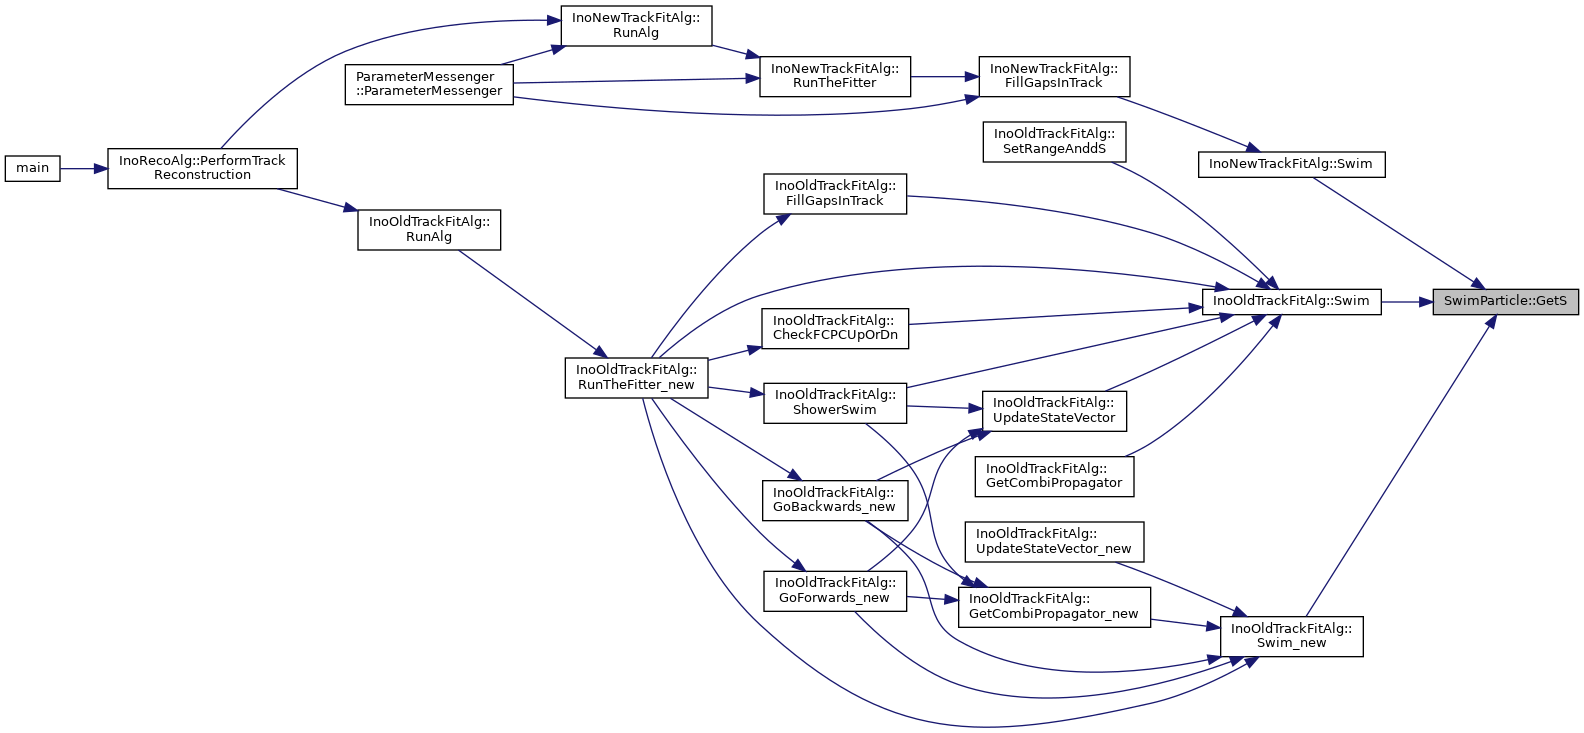 InoNewTrackFitAlg::
RunAlg
ParameterMessenger
::ParameterMessenger
InoNewTrackFitAlg::
RunTheFitter
InoNewTrackFitAlg::
FillGapsInTrack
InoOldTrackFitAlg::
SetRangeAnddS
main
InoRecoAlg::PerformTrack
Reconstruction
InoNewTrackFitAlg::Swim
InoOldTrackFitAlg::
FillGapsInTrack
InoOldTrackFitAlg::
RunAlg
InoOldTrackFitAlg::Swim
SwimParticle::GetS
InoOldTrackFitAlg::
CheckFCPCUpOrDn
InoOldTrackFitAlg::
RunTheFitter_new
InoOldTrackFitAlg::
ShowerSwim
InoOldTrackFitAlg::
UpdateStateVector
InoOldTrackFitAlg::
GetCombiPropagator
InoOldTrackFitAlg::
GoBackwards_new
InoOldTrackFitAlg::
UpdateStateVector_new
InoOldTrackFitAlg::
GoForwards_new
InoOldTrackFitAlg::
GetCombiPropagator_new
InoOldTrackFitAlg::
Swim_new